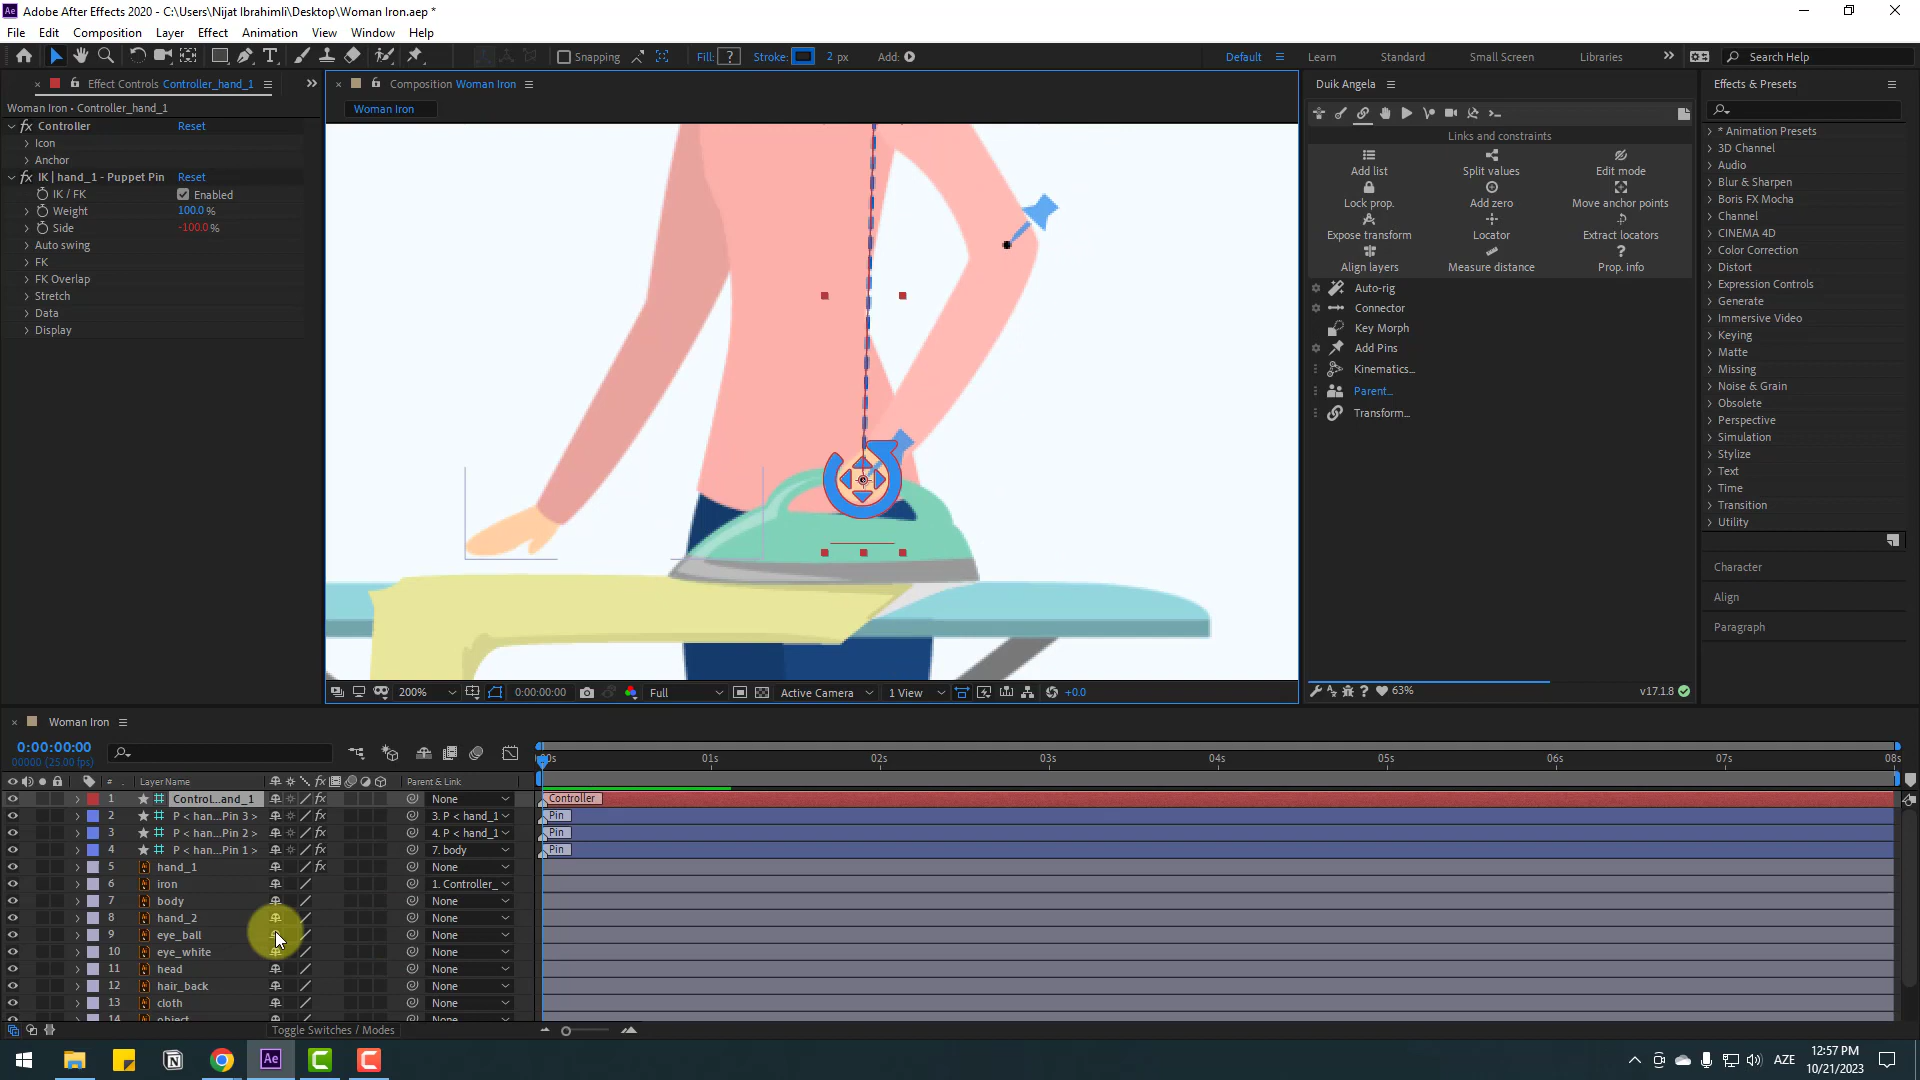 Adobe After Effects 2020 - C:\Users\Nijat Ibrahimli\Desktop\Woman Iron.aep *
File Edit Composition Layer Effect Animation View Window Help
Snapping Fill: ? Stroke: 2 px Add: Default Learn Standard Small Screen Libraries Search Help
Effect Controls Controller_hand_1
Woman Iron • Controller_hand_1
fx Controller Reset
Icon
Anchor
fx IK | hand_1 - Puppet Pin Reset
IK / FK Enabled
Weight 100.0 %
Side -100.0 %
Auto swing
FK
FK Overlap
Stretch
Data
Display
Composition Woman Iron
Woman Iron
200% 0:00:00:00 Full Active Camera 1 View +0.0
Duik Angela
Links and constraints
Add list Split values Edit mode
Lock prop. Add zero Move anchor points
Expose transform Locator Extract locators
Align layers Measure distance Prop. info
Auto-rig
Connector
Key Morph
Add Pins
Kinematics...
Parent...
Transform...
63% v17.1.8
Effects & Presets
* Animation Presets
3D Channel
Audio
Blur & Sharpen
Boris FX Mocha
Channel
CINEMA 4D
Color Correction
Distort
Expression Controls
Generate
Immersive Video
Keying
Matte
Missing
Noise & Grain
Obsolete
Perspective
Simulation
Stylize
Text
Time
Transition
Utility
Character
Align
Paragraph
Woman Iron
0:00:00:00
00000 (25.00 fps)
# Layer Name Parent & Link
:00s 01s 02s 03s 04s 05s 06s 07s 08s
1 Control...and_1 None Controller
2 P < han...Pin 3 > 3. P < hand_1 Pin
3 P < han...Pin 2 > 4. P < hand_1 Pin
4 P < han...Pin 1 > 7. body Pin
5 hand_1 None
6 iron 1. Controller_
7 body None
8 hand_2 None
9 eye_ball None
10 eye_white None
11 head None
12 hair_back None
13 cloth None
14 object
Toggle Switches / Modes
Ae AZE 12:57 PM
10/21/2023